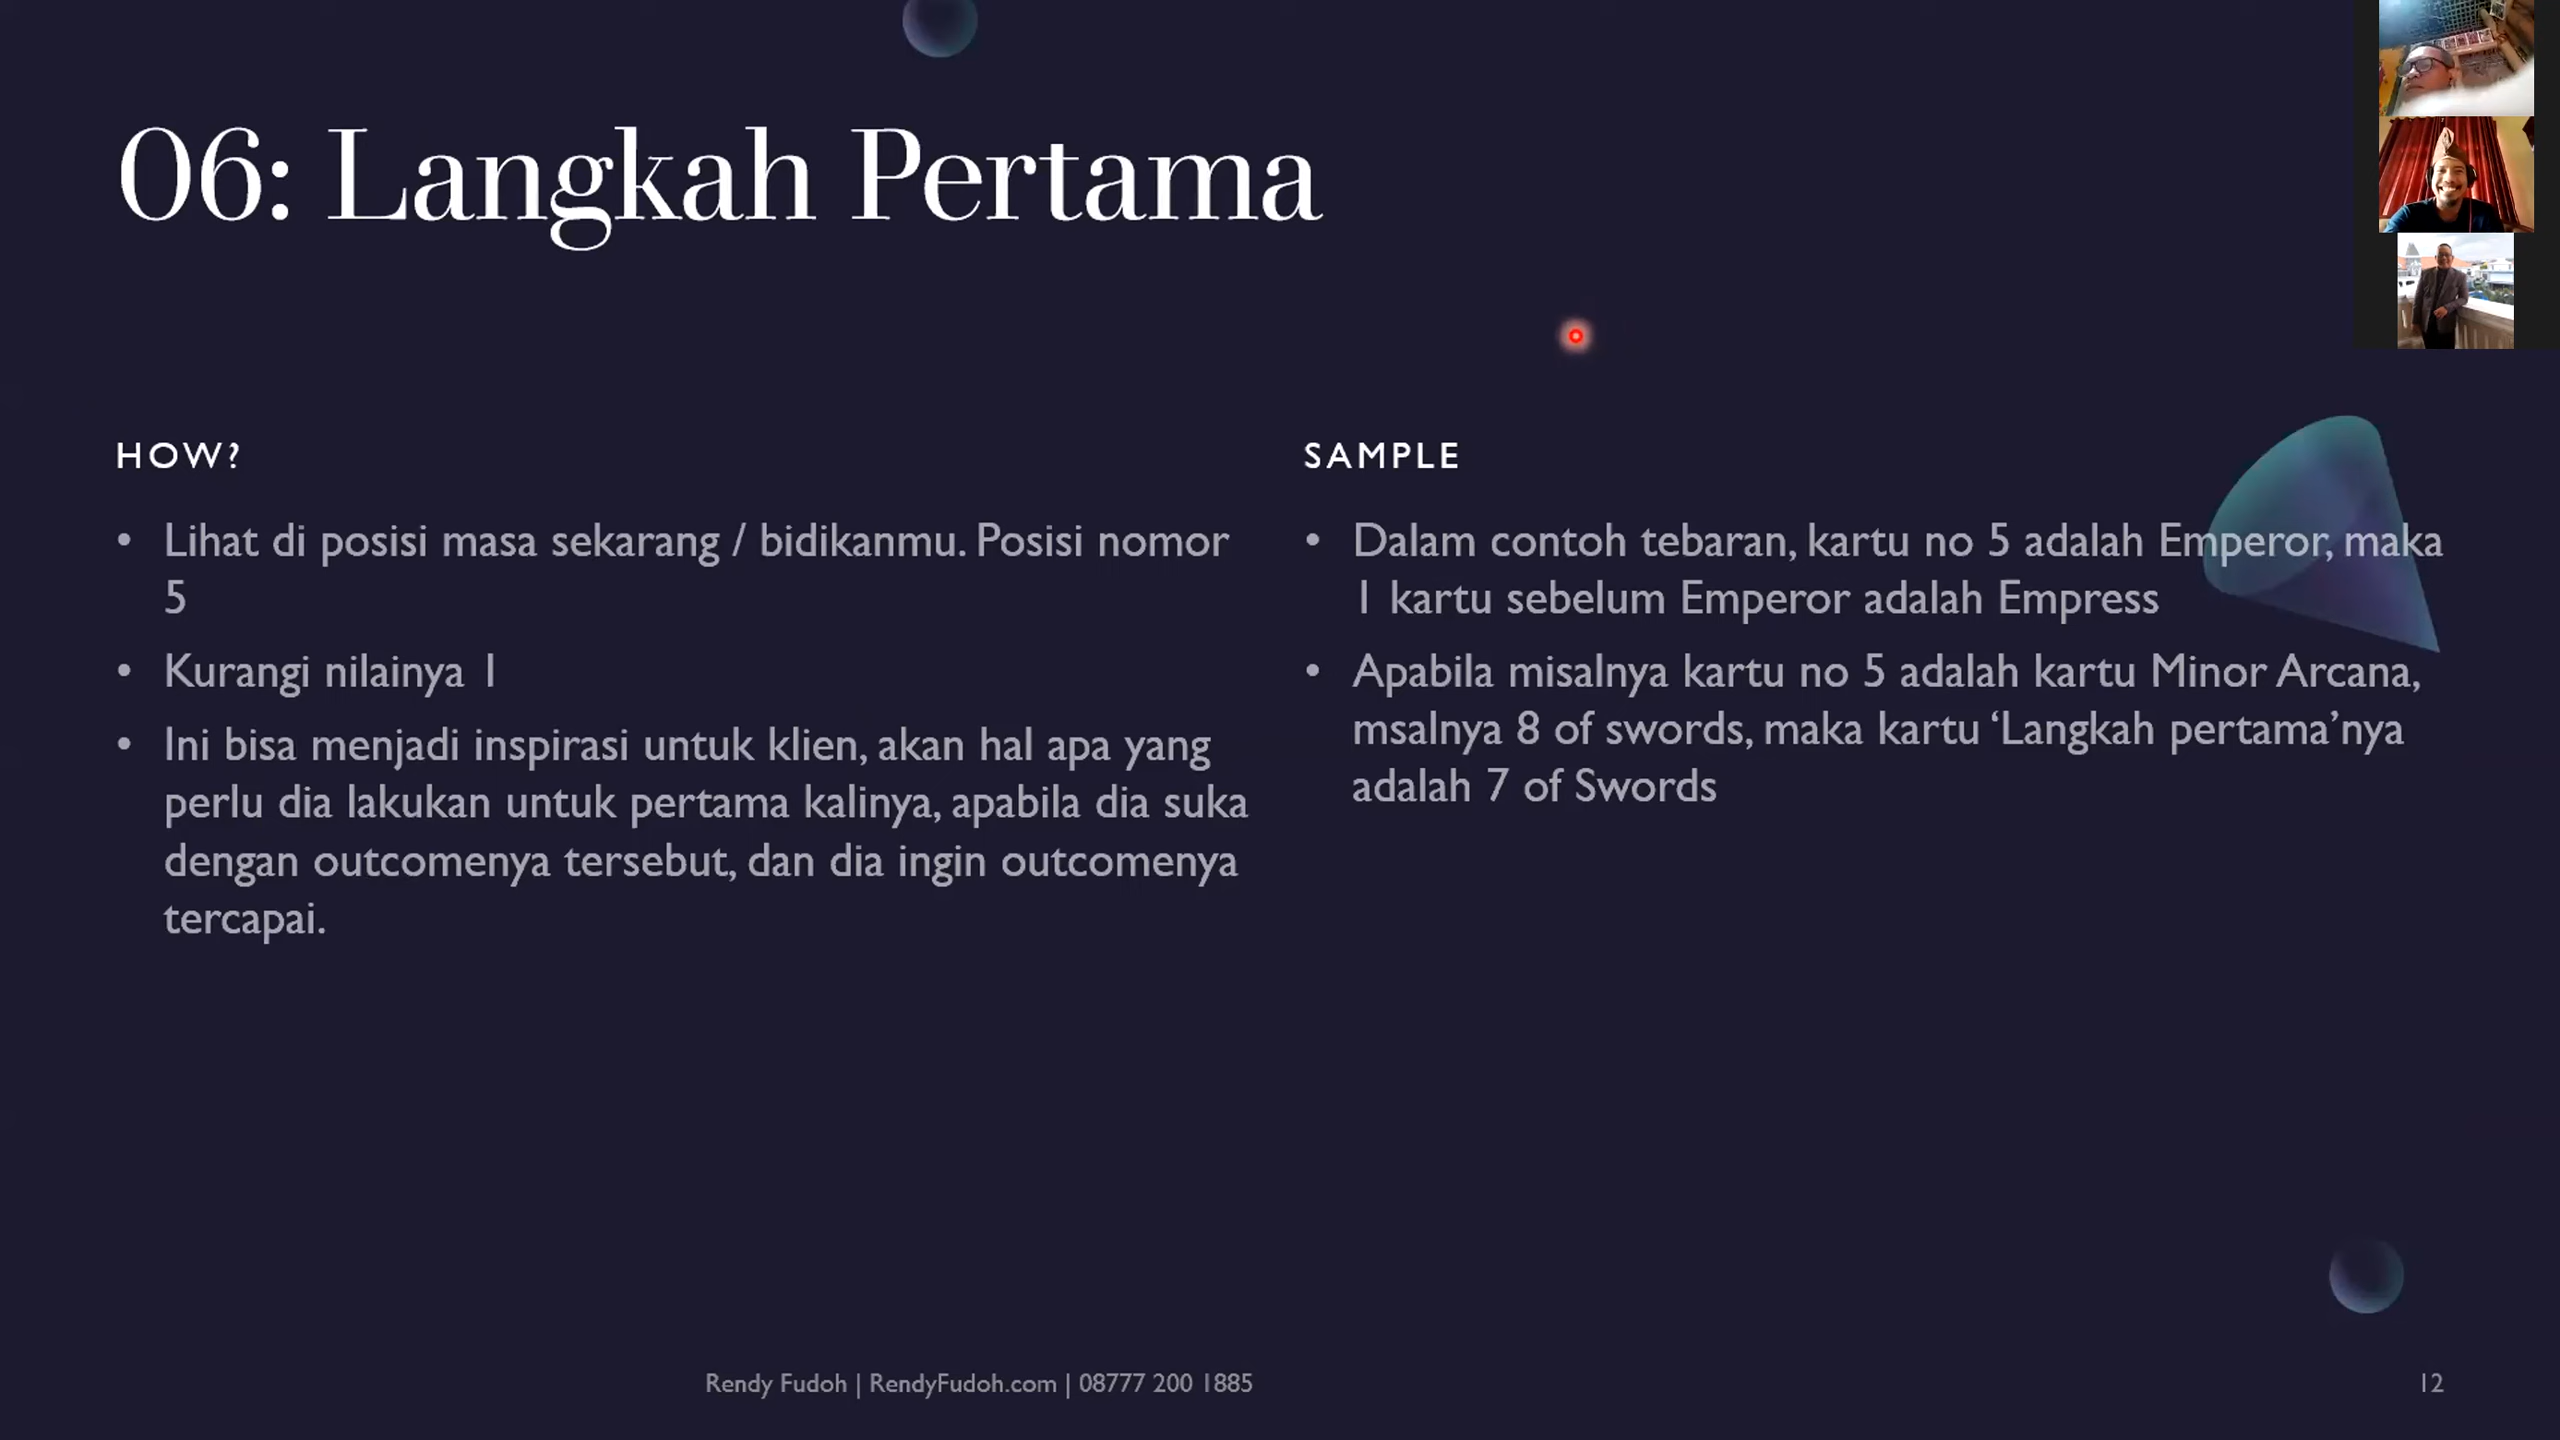 06: Langkah Pertama
HOW?
• Lihat di posisi masa sekarang / bidikanmu. Posisi nomor
5
• Kurangi nilainya 1
• Ini bisa menjadi inspirasi untuk klien, akan hal apa yang
perlu dia lakukan untuk pertama kalinya, apabila dia suka
dengan outcomenya tersebut, dan dia ingin outcomenya
tercapai.
SAMPLE
• Dalam contoh tebaran, kartu no 5 adalah Emperor, maka
1 kartu sebelum Emperor adalah Empress
• Apabila misalnya kartu no 5 adalah kartu Minor Arcana,
msalnya 8 of swords, maka kartu ‘Langkah pertama’nya
adalah 7 of Swords
Rendy Fudoh | RendyFudoh.com | 08777 200 1885
12